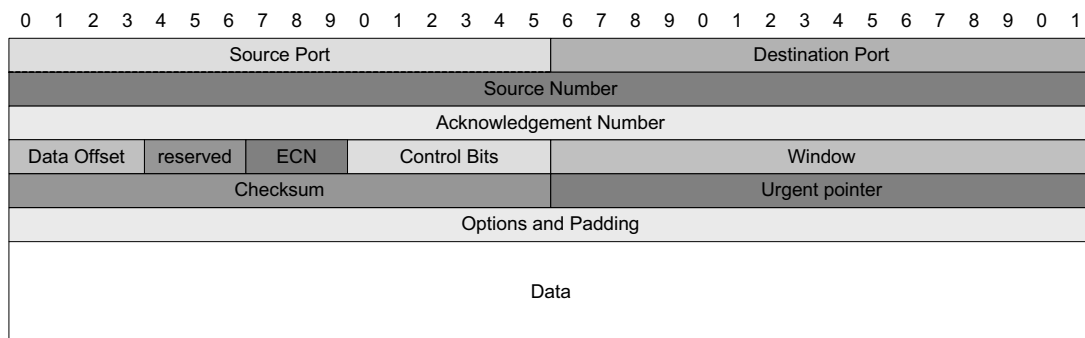 0 1 2 3 4 5 6 7 8 9 0 1 2 3 4 5 6 7 8 9 0 1 2 3 4 5 6 7 8 9 0 1
Source Port Destination Port
Source Number
Acknowledgement Number
Data Offset reserved ECN Control Bits Window
Checksum Urgent pointer
Options and Padding
Data